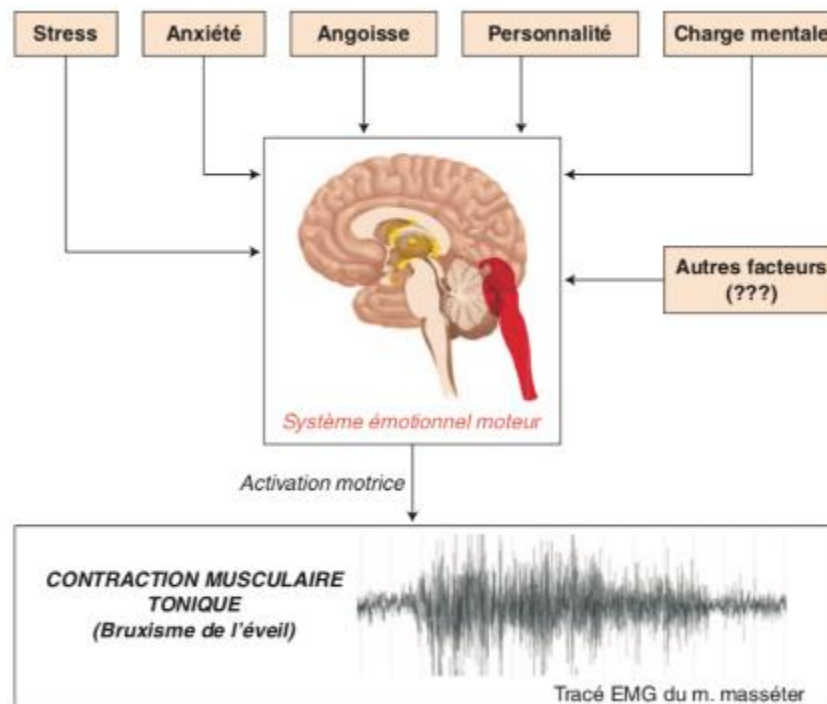 Stress
Anxiété
Angoisse
Personnalité
Charge mentale
Autres facteurs
(???)
Système émotionnel moteur
Activation motrice
CONTRACTION MUSCULAIRE
TONIQUE
(Bruxisme de l'éveil)
Tracé EMG du m. masséter